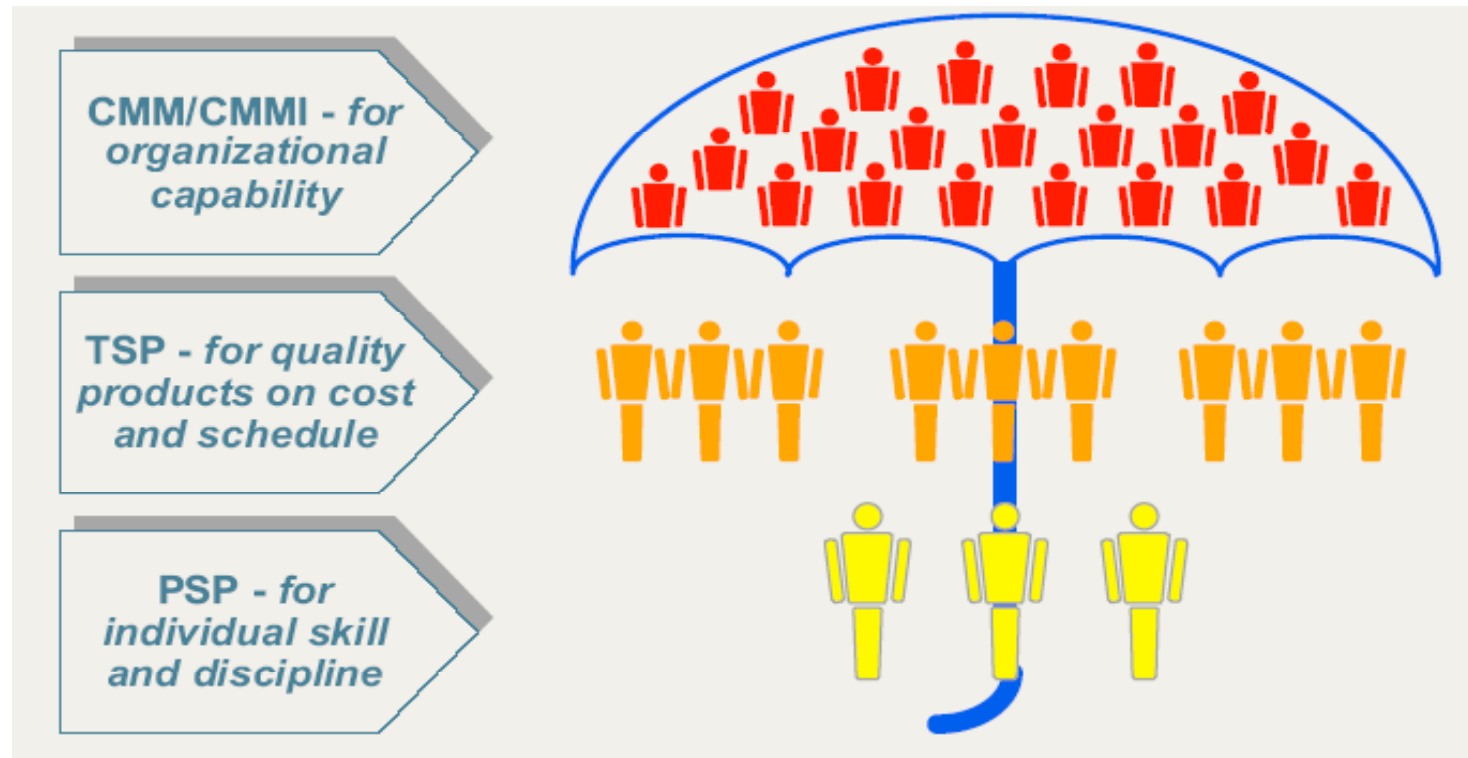 CMM/CMMI - for
organizational
capability
TSP - for quality
products on cost
and schedule
PSP - for
individual skill
and discipline